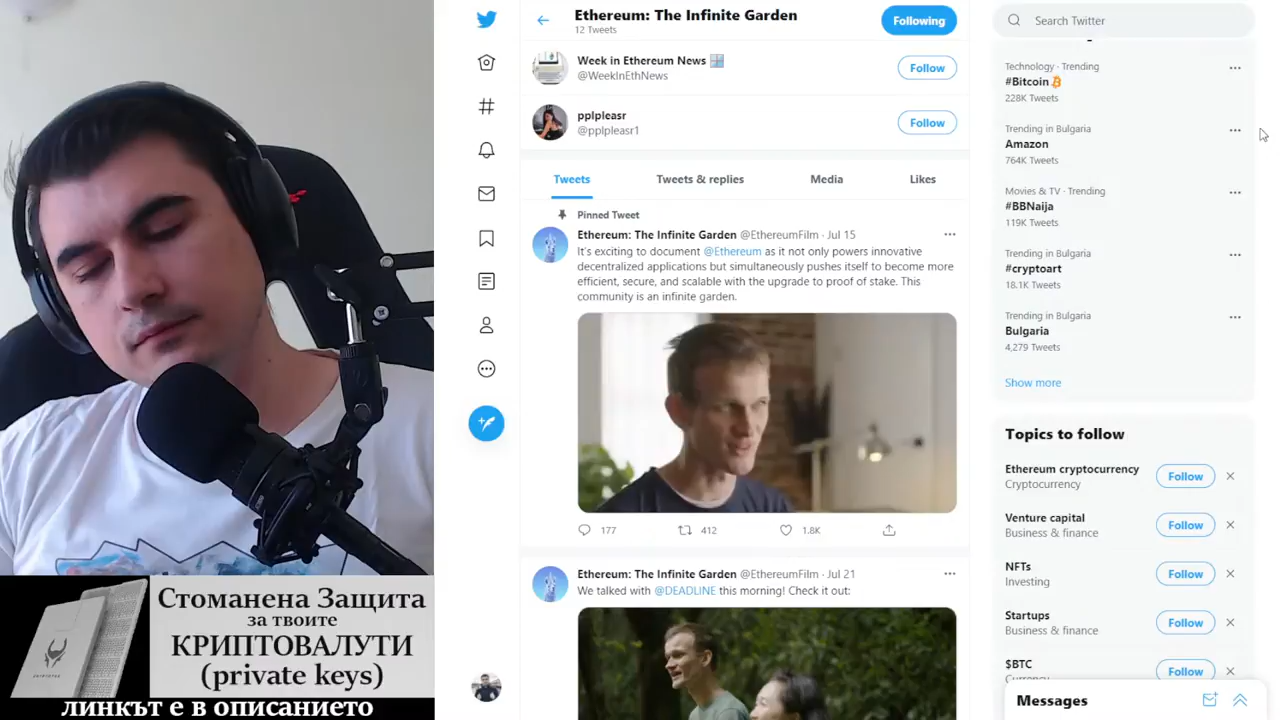 Ethereum: The Infinite Garden
12 Tweets
Following
Week in Ethereum News
@WeekInEthNews
Follow
pplpleasr
@pplpleasr1
Follow
Tweets
Tweets & replies
Media
Likes
Pinned Tweet
Ethereum: The Infinite Garden @EthereumFilm · Jul 15
It's exciting to document @Ethereum as it not only powers innovative
decentralized applications but simultaneously pushes itself to become more
efficient, secure, and scalable with the upgrade to proof of stake. This
community is an infinite garden.
177
412
1.8K
Ethereum: The Infinite Garden @EthereumFilm · Jul 21
We talked with @DEADLINE this morning! Check it out:
Search Twitter
Technology · Trending
#Bitcoin
228K Tweets
Trending in Bulgaria
Amazon
764K Tweets
Movies & TV · Trending
#BBNaija
119K Tweets
Trending in Bulgaria
#cryptoart
18.1K Tweets
Trending in Bulgaria
Bulgaria
4,279 Tweets
Show more
Topics to follow
Ethereum cryptocurrency
Cryptocurrency
Follow
Venture capital
Business & finance
Follow
NFTs
Investing
Follow
Startups
Business & finance
Follow
$BTC
Follow
Messages
Стоманена Защита
за твоите
КРИПТОВАЛУТИ
(private keys)
линкът е в описанието